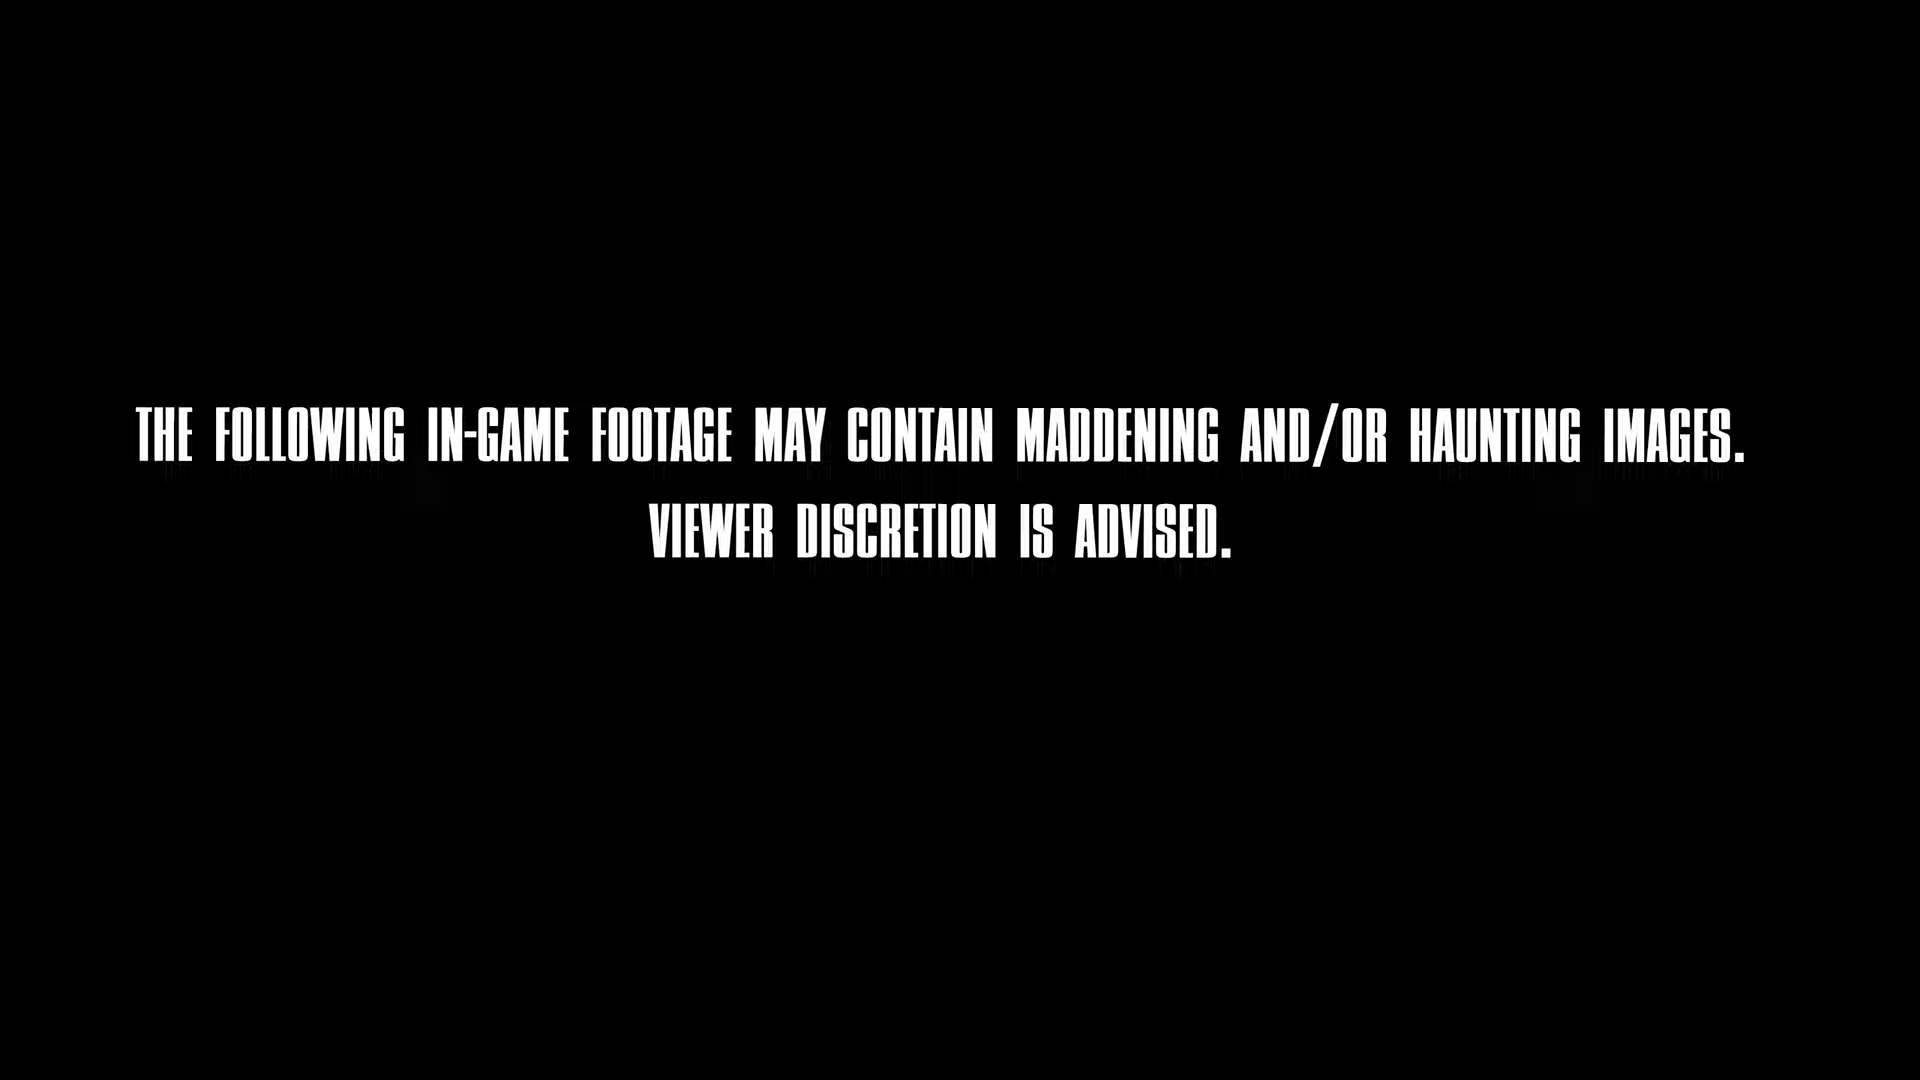 THE FOLLOWING IN-GAME FOOTAGE MAY CONTAIN MADDENING AND/OR HAUNTING IMAGES.
VIEWER DISCRETION IS ADVISED.